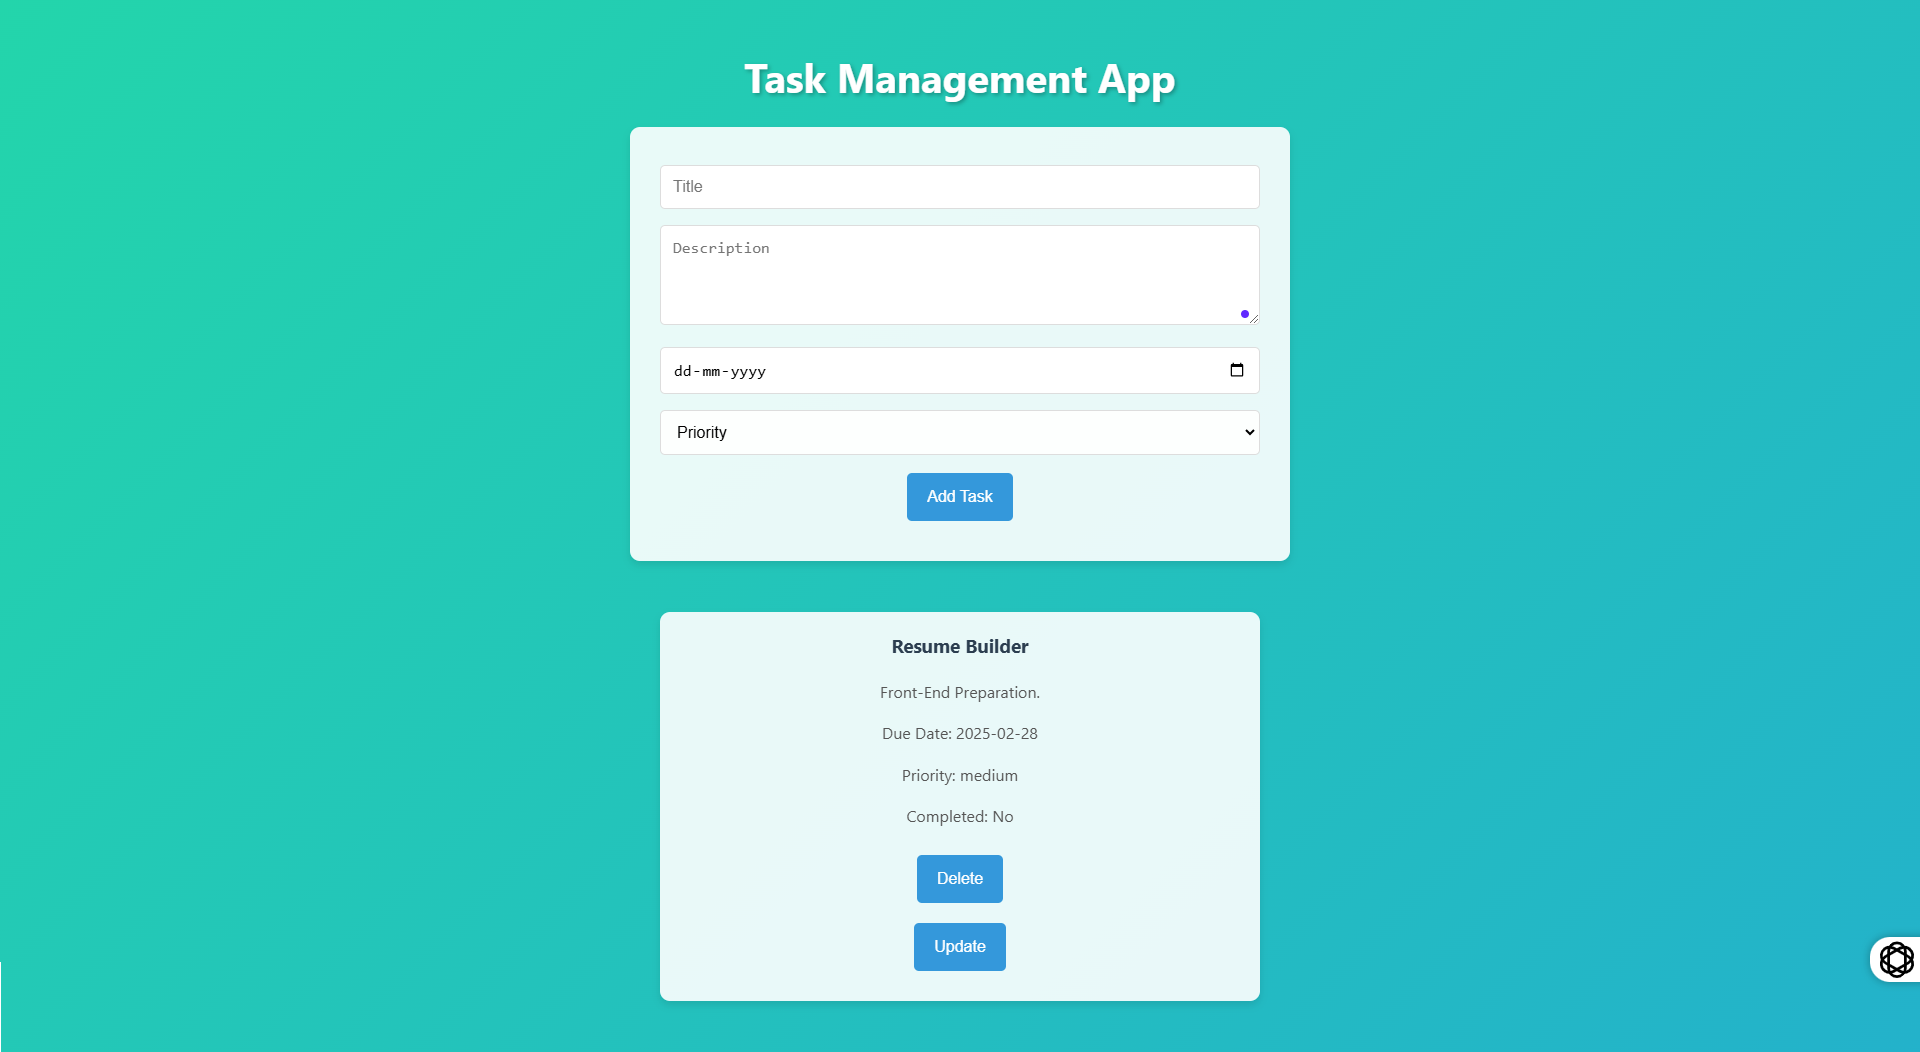 Task Management App
Title
Description
dd-mm-yyyy
Priority
Add Task
Resume Builder
Front-End Preparation.
Due Date: 2025-02-28
Priority: medium
Completed: No
Delete
Update